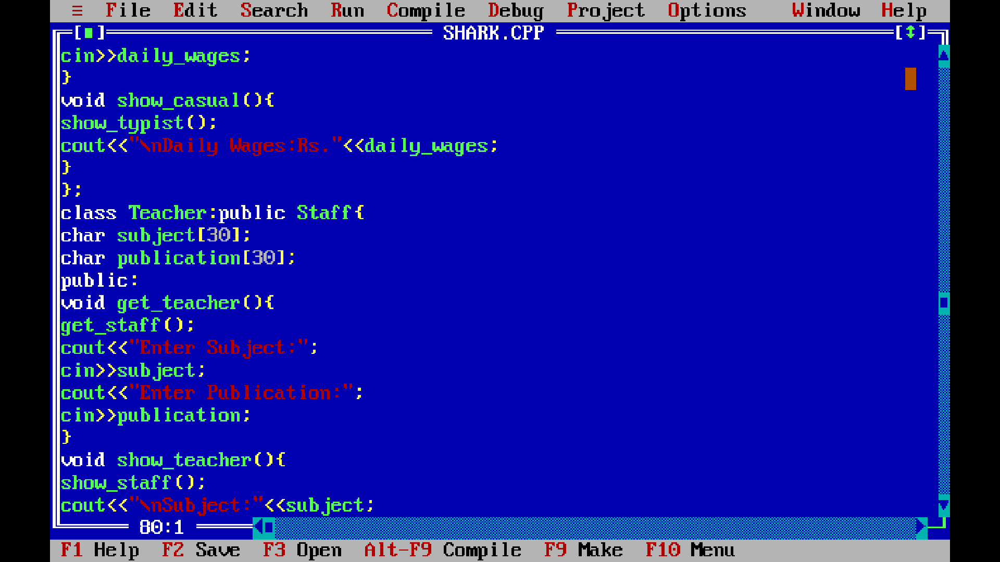 ≡ File Edit Search Run Compile Debug Project Options Window Help
[■] SHARK.CPP [↕]
cin>>daily_wages;
}
void show_casual(){
show_typist();
cout<<"\nDaily Wages:Rs."<<daily_wages;
}
};
class Teacher:public Staff{
char subject[30];
char publication[30];
public:
void get_teacher(){
get_staff();
cout<<"Enter Subject:";
cin>>subject;
cout<<"Enter Publication:";
cin>>publication;
}
void show_teacher(){
show_staff();
cout<<"\nSubject:"<<subject;
80:1
F1 Help F2 Save F3 Open Alt-F9 Compile F9 Make F10 Menu